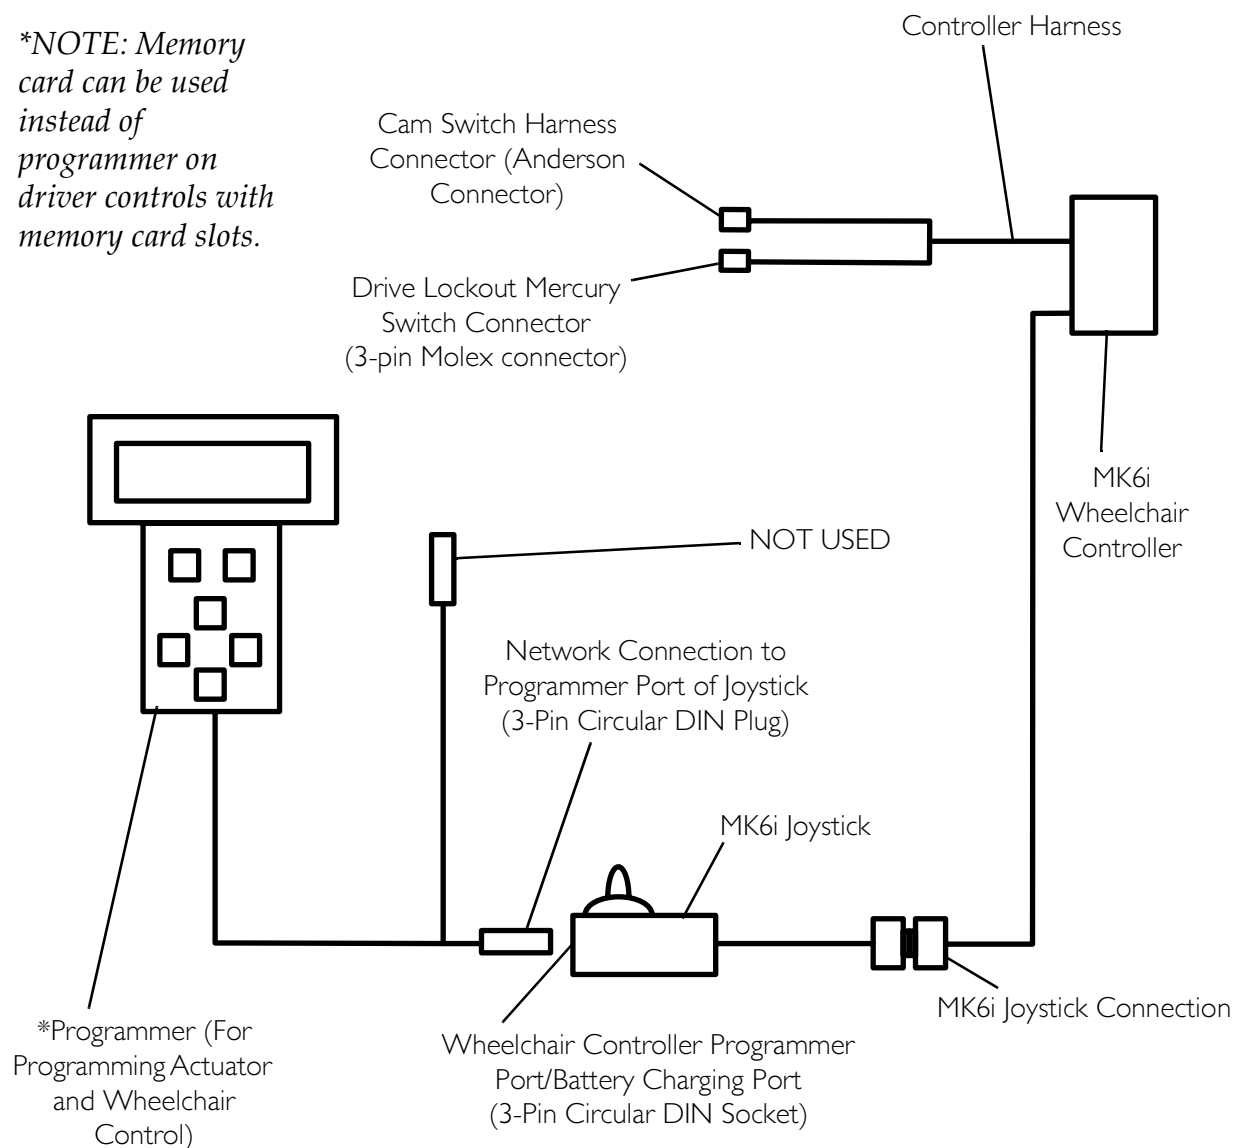 *NOTE: Memory
card can be used
instead of
programmer on
driver controls with
memory card slots.
Controller Harness
Cam Switch Harness
Connector (Anderson
Connector)
Drive Lockout Mercury
Switch Connector
(3-pin Molex connector)
MK6i
Wheelchair
Controller
NOT USED
Network Connection to
Programmer Port of Joystick
(3-Pin Circular DIN Plug)
MK6i Joystick
MK6i Joystick Connection
*Programmer (For
Programming Actuator
and Wheelchair
Control)
Wheelchair Controller Programmer
Port/Battery Charging Port
(3-Pin Circular DIN Socket)